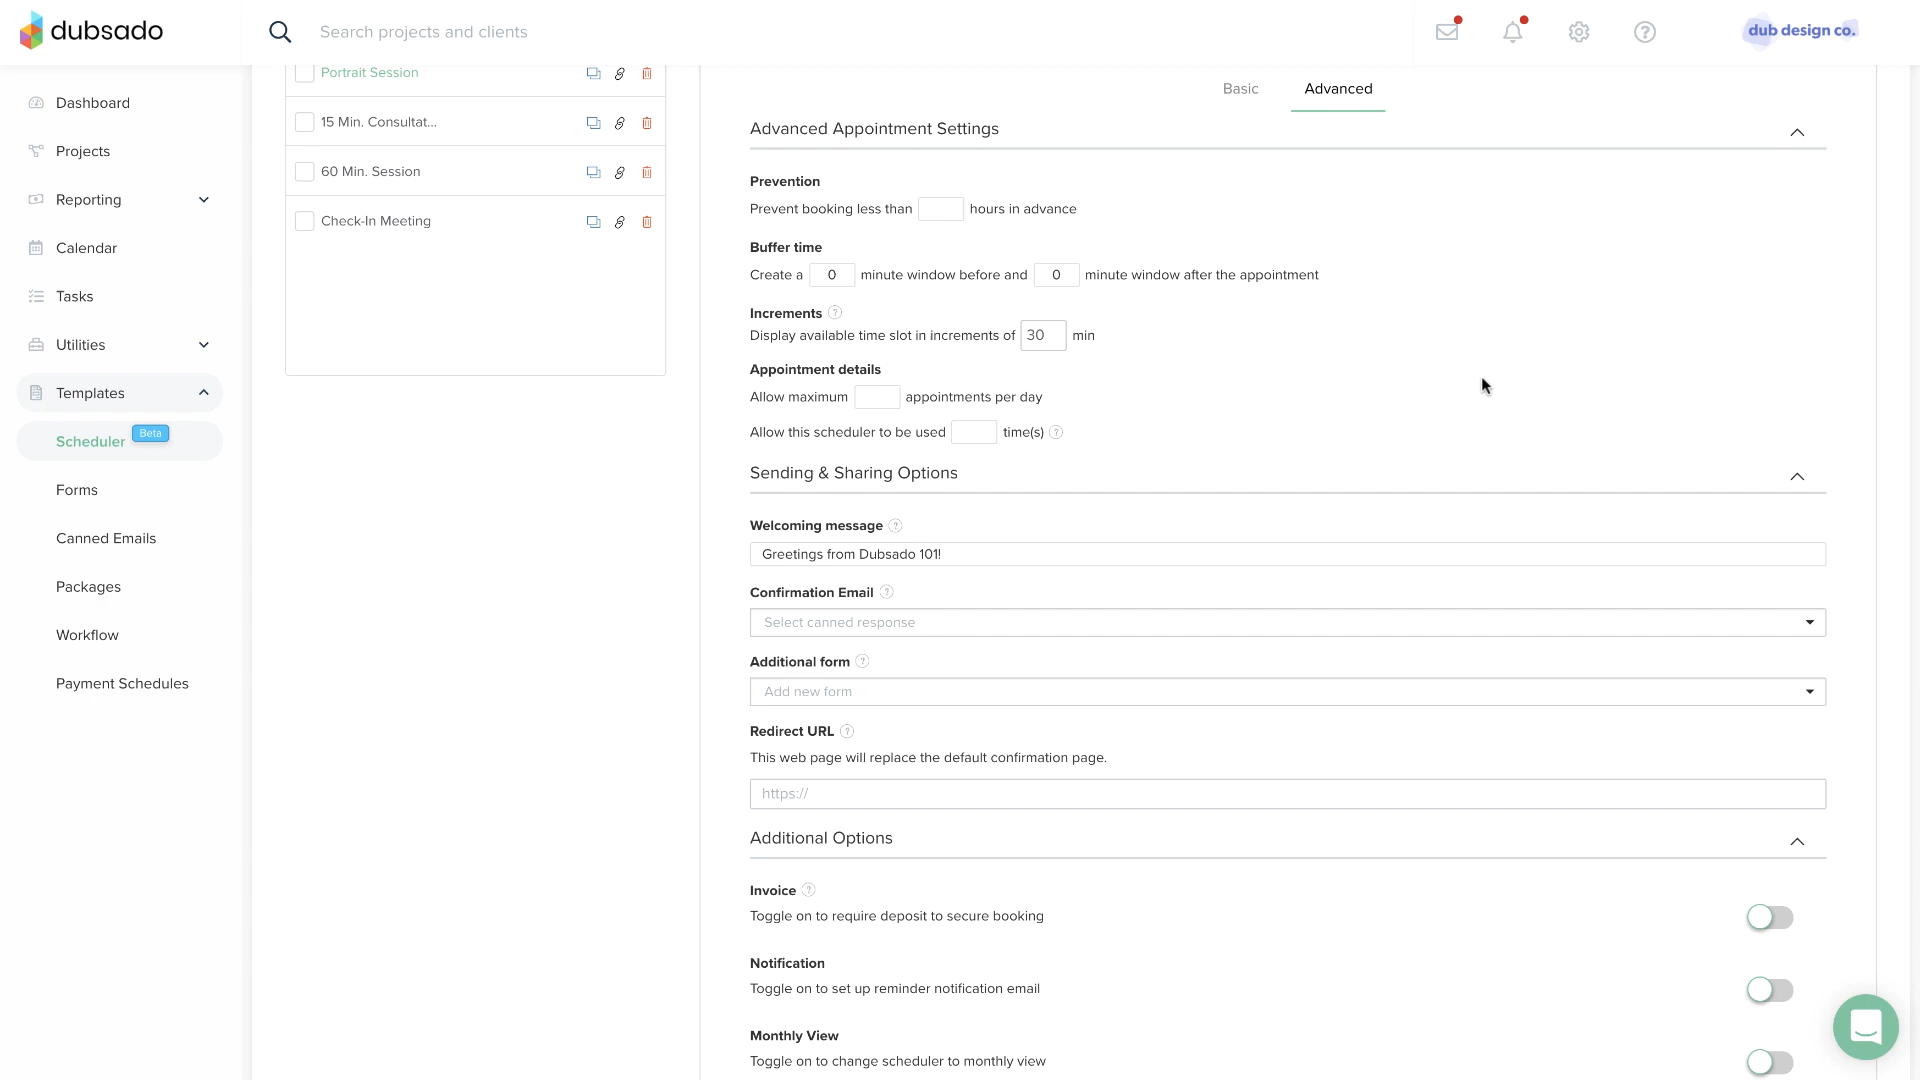 dubsado
Search projects and clients
dub design co.
Dashboard
Projects
Reporting
Calendar
Tasks
Utilities
Templates
Scheduler
Beta
Forms
Canned Emails
Packages
Workflow
Payment Schedules
Portrait Session
15 Min. Consultat...
60 Min. Session
Check-In Meeting
Basic
Advanced
Advanced Appointment Settings
Prevention
Prevent booking less than hours in advance
Buffer time
Create a 0 minute window before and 0 minute window after the appointment
Increments ?
Display available time slot in increments of 30 min
Appointment details
Allow maximum appointments per day
Allow this scheduler to be used time(s) ?
Sending & Sharing Options
Welcoming message ?
Greetings from Dubsado 101!
Confirmation Email ?
Select canned response
Additional form ?
Add new form
Redirect URL ?
This web page will replace the default confirmation page.
https://
Additional Options
Invoice ?
Toggle on to require deposit to secure booking
Notification
Toggle on to set up reminder notification email
Monthly View
Toggle on to change scheduler to monthly view